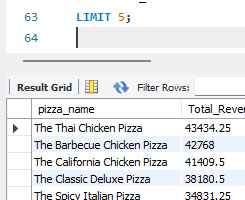 63 LIMIT 5;
64
Result Grid Filter Rows:
pizza_name Total_Reve
The Thai Chicken Pizza 43434.25
The Barbecue Chicken Pizza 42768
The California Chicken Pizza 41409.5
The Classic Deluxe Pizza 38180.5
The Spicy Italian Pizza 34831.25